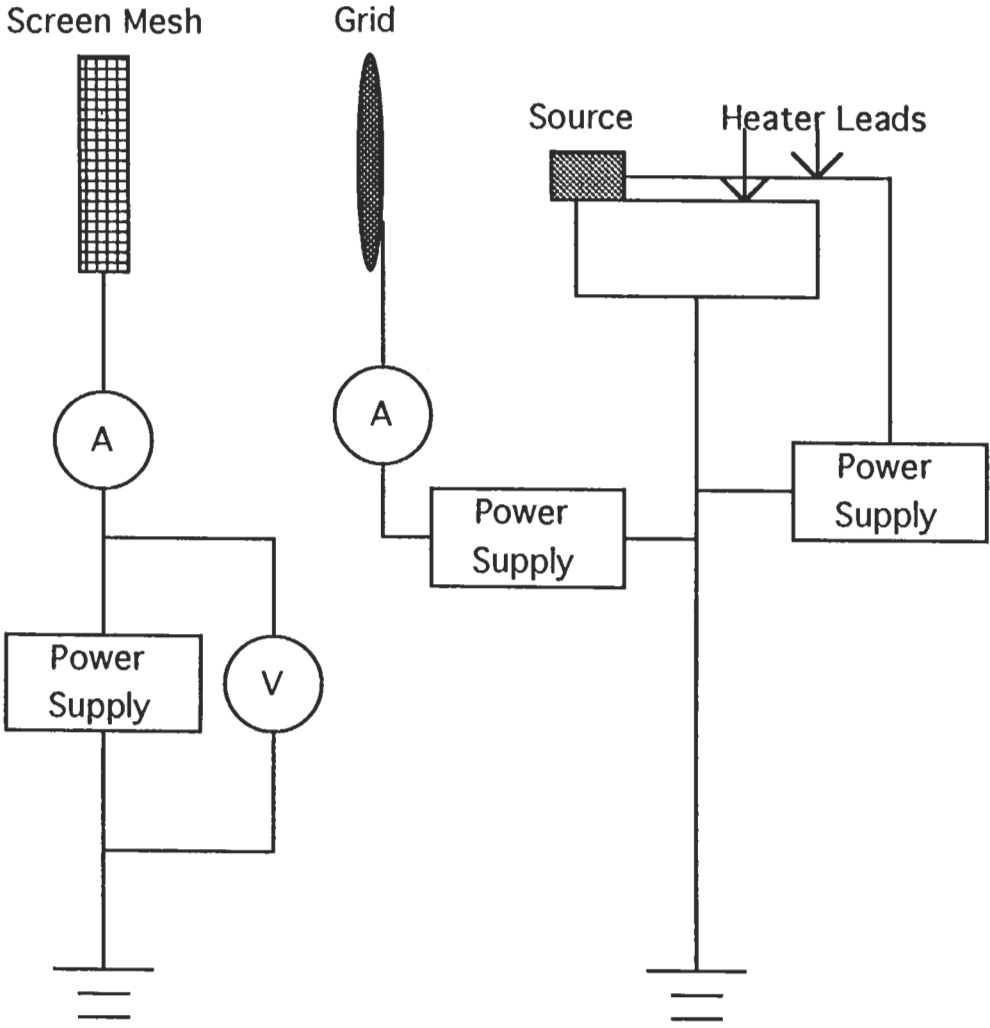 Screen Mesh
Grid
Source
Heater Leads
A
A
Power
Supply
Power
Supply
Power
Supply
V